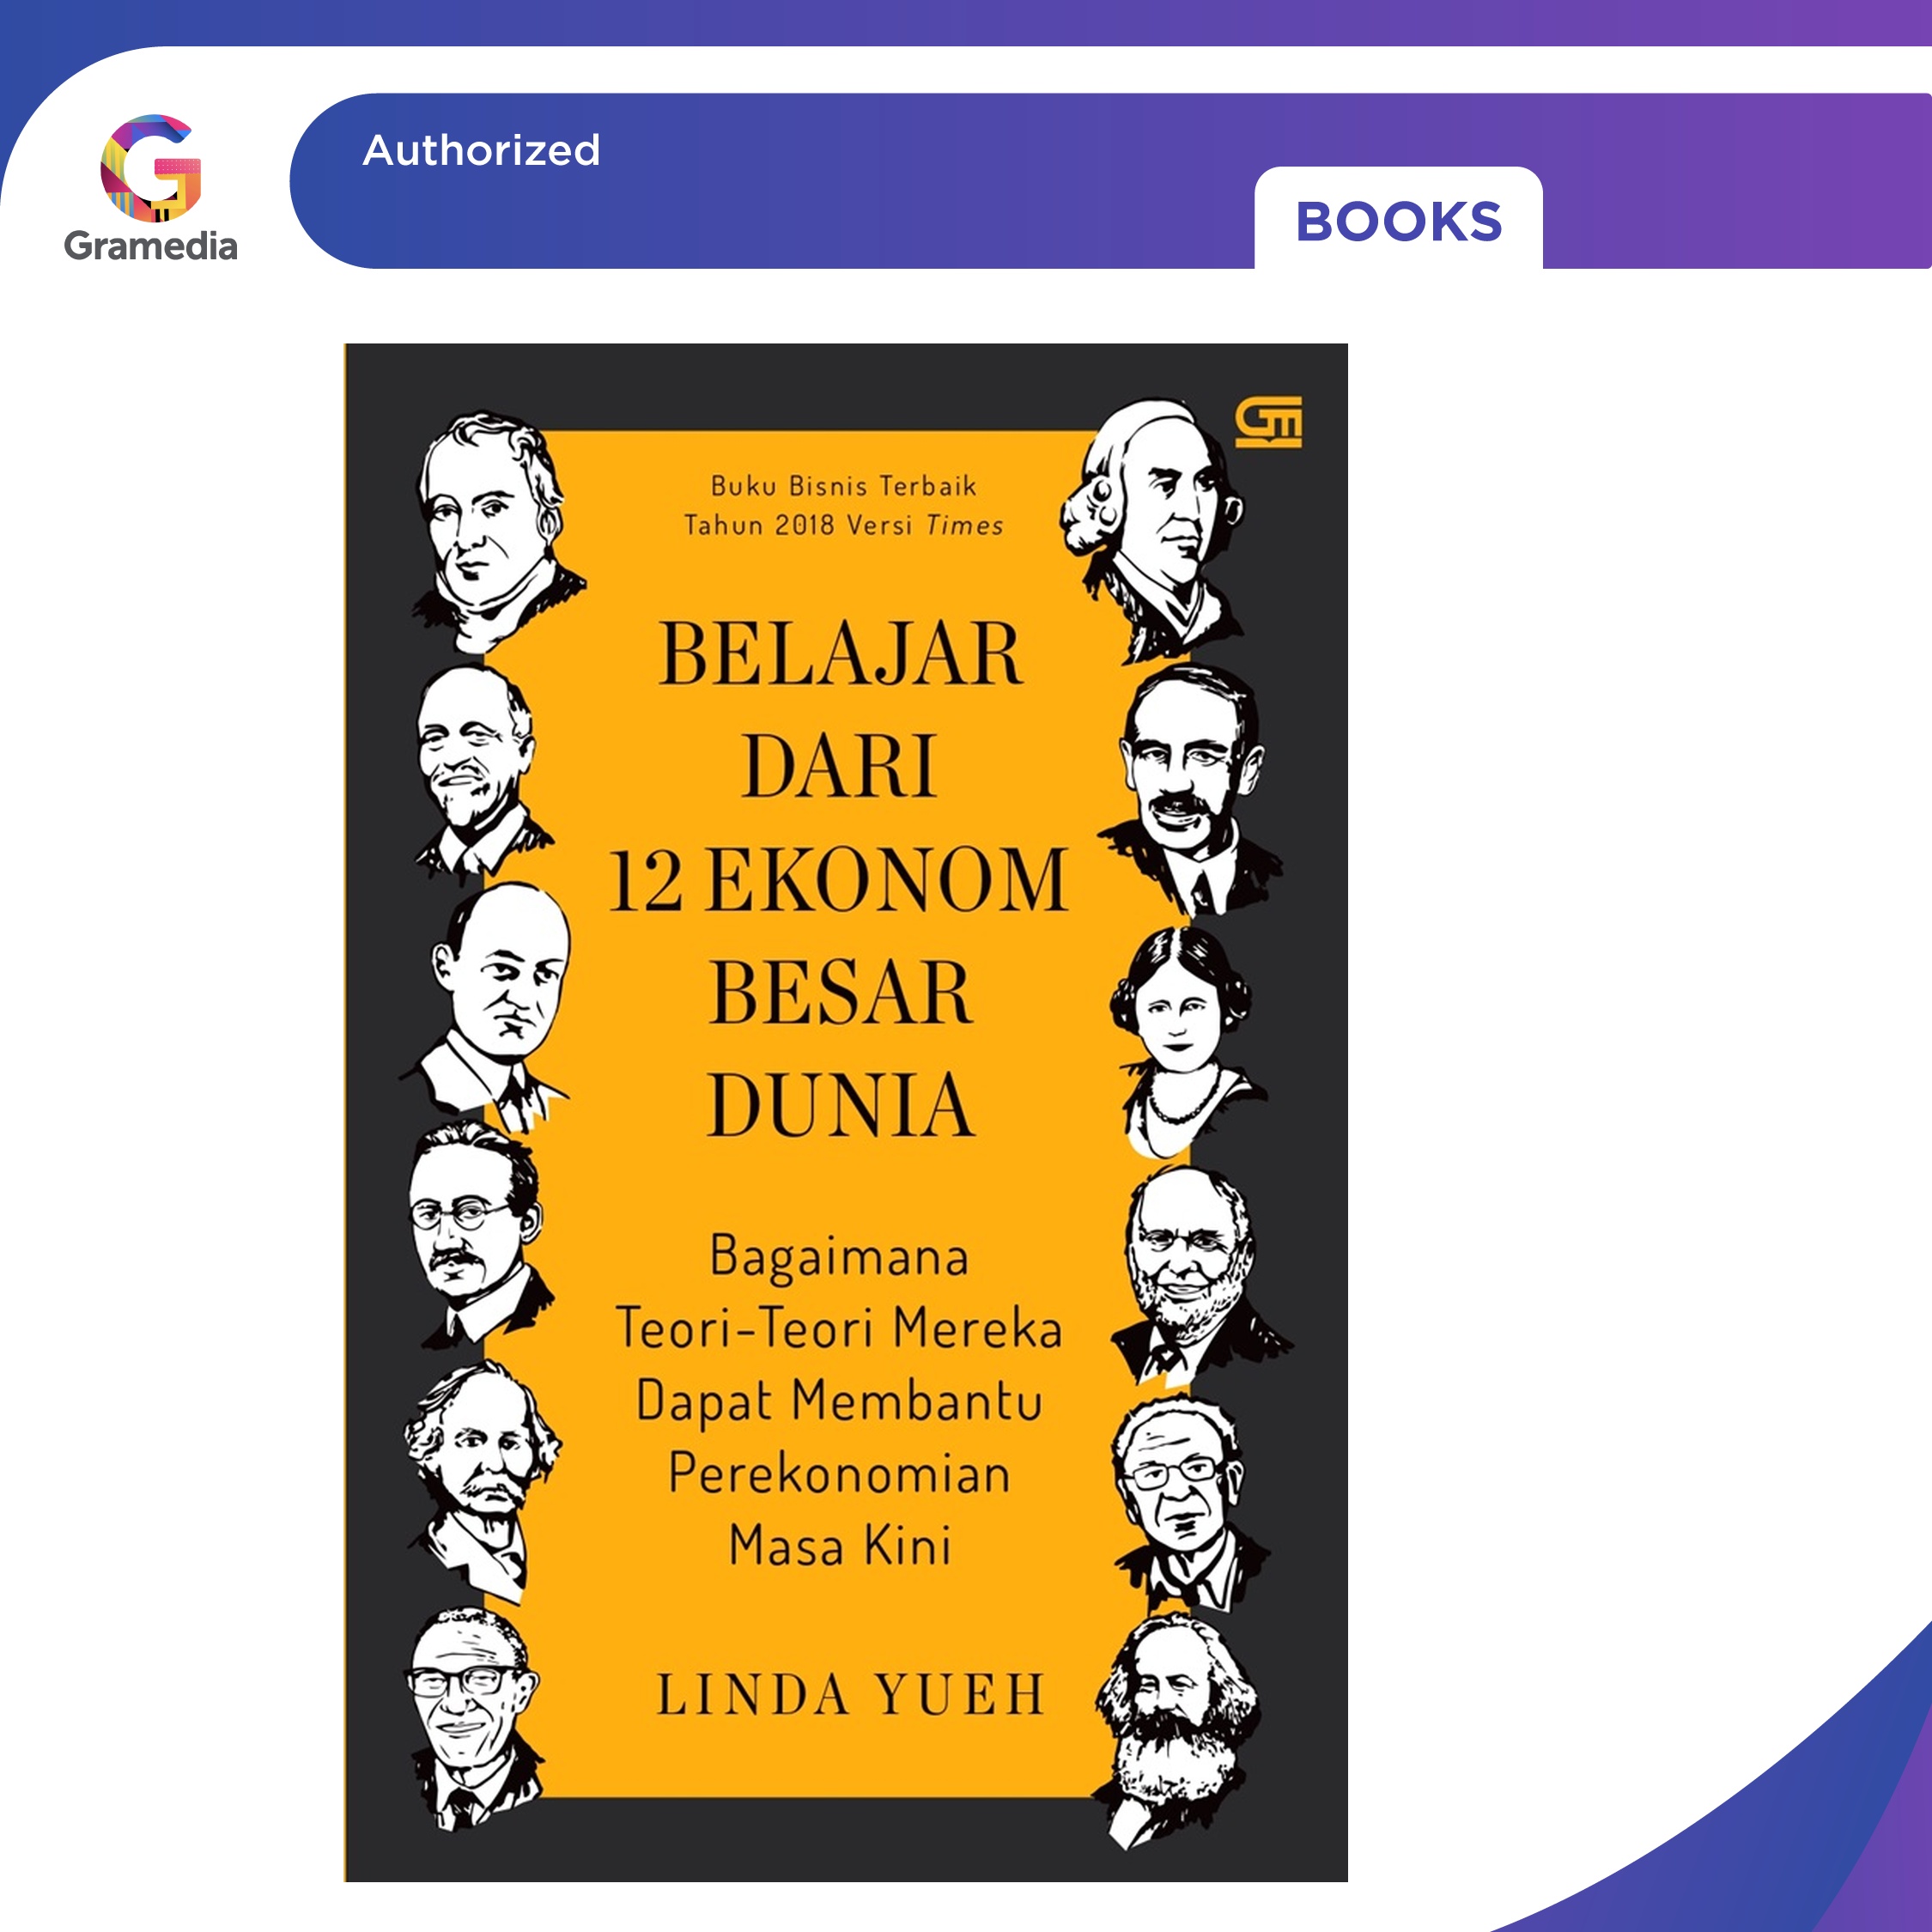 Gramedia
Authorized
BOOKS
Gm
Buku Bisnis Terbaik
Tahun 2018 Versi Times
BELAJAR
DARI
12 EKONOM
BESAR
DUNIA
Bagaimana
Teori-Teori Mereka
Dapat Membantu
Perekonomian
Masa Kini
LINDA YUEH